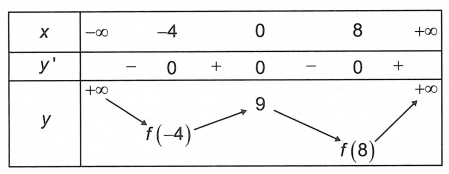 x −∞ −4 0 8 +∞
y' − 0 + 0 − 0 +
+∞ +∞
9
y
f(−4)
f(8)